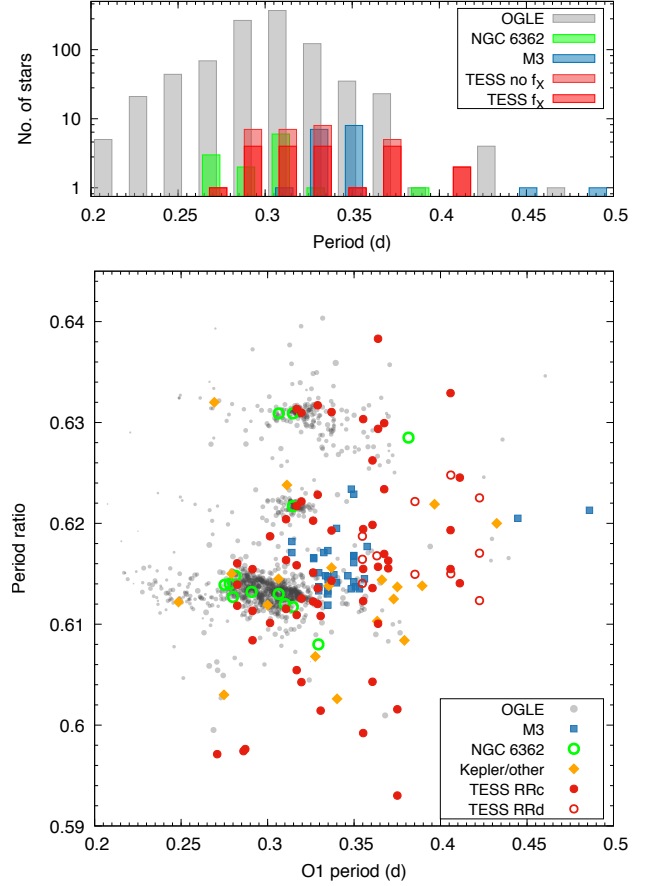 No. of stars
100
10
1
0.2
0.25
0.3
0.35
0.4
0.45
0.5
Period (d)
OGLE
NGC 6362
M3
TESS no fX
TESS fX
Period ratio
0.64
0.63
0.62
0.61
0.6
0.59
0.2
0.25
0.3
0.35
0.4
0.45
0.5
O1 period (d)
OGLE
M3
NGC 6362
Kepler/other
TESS RRc
TESS RRd